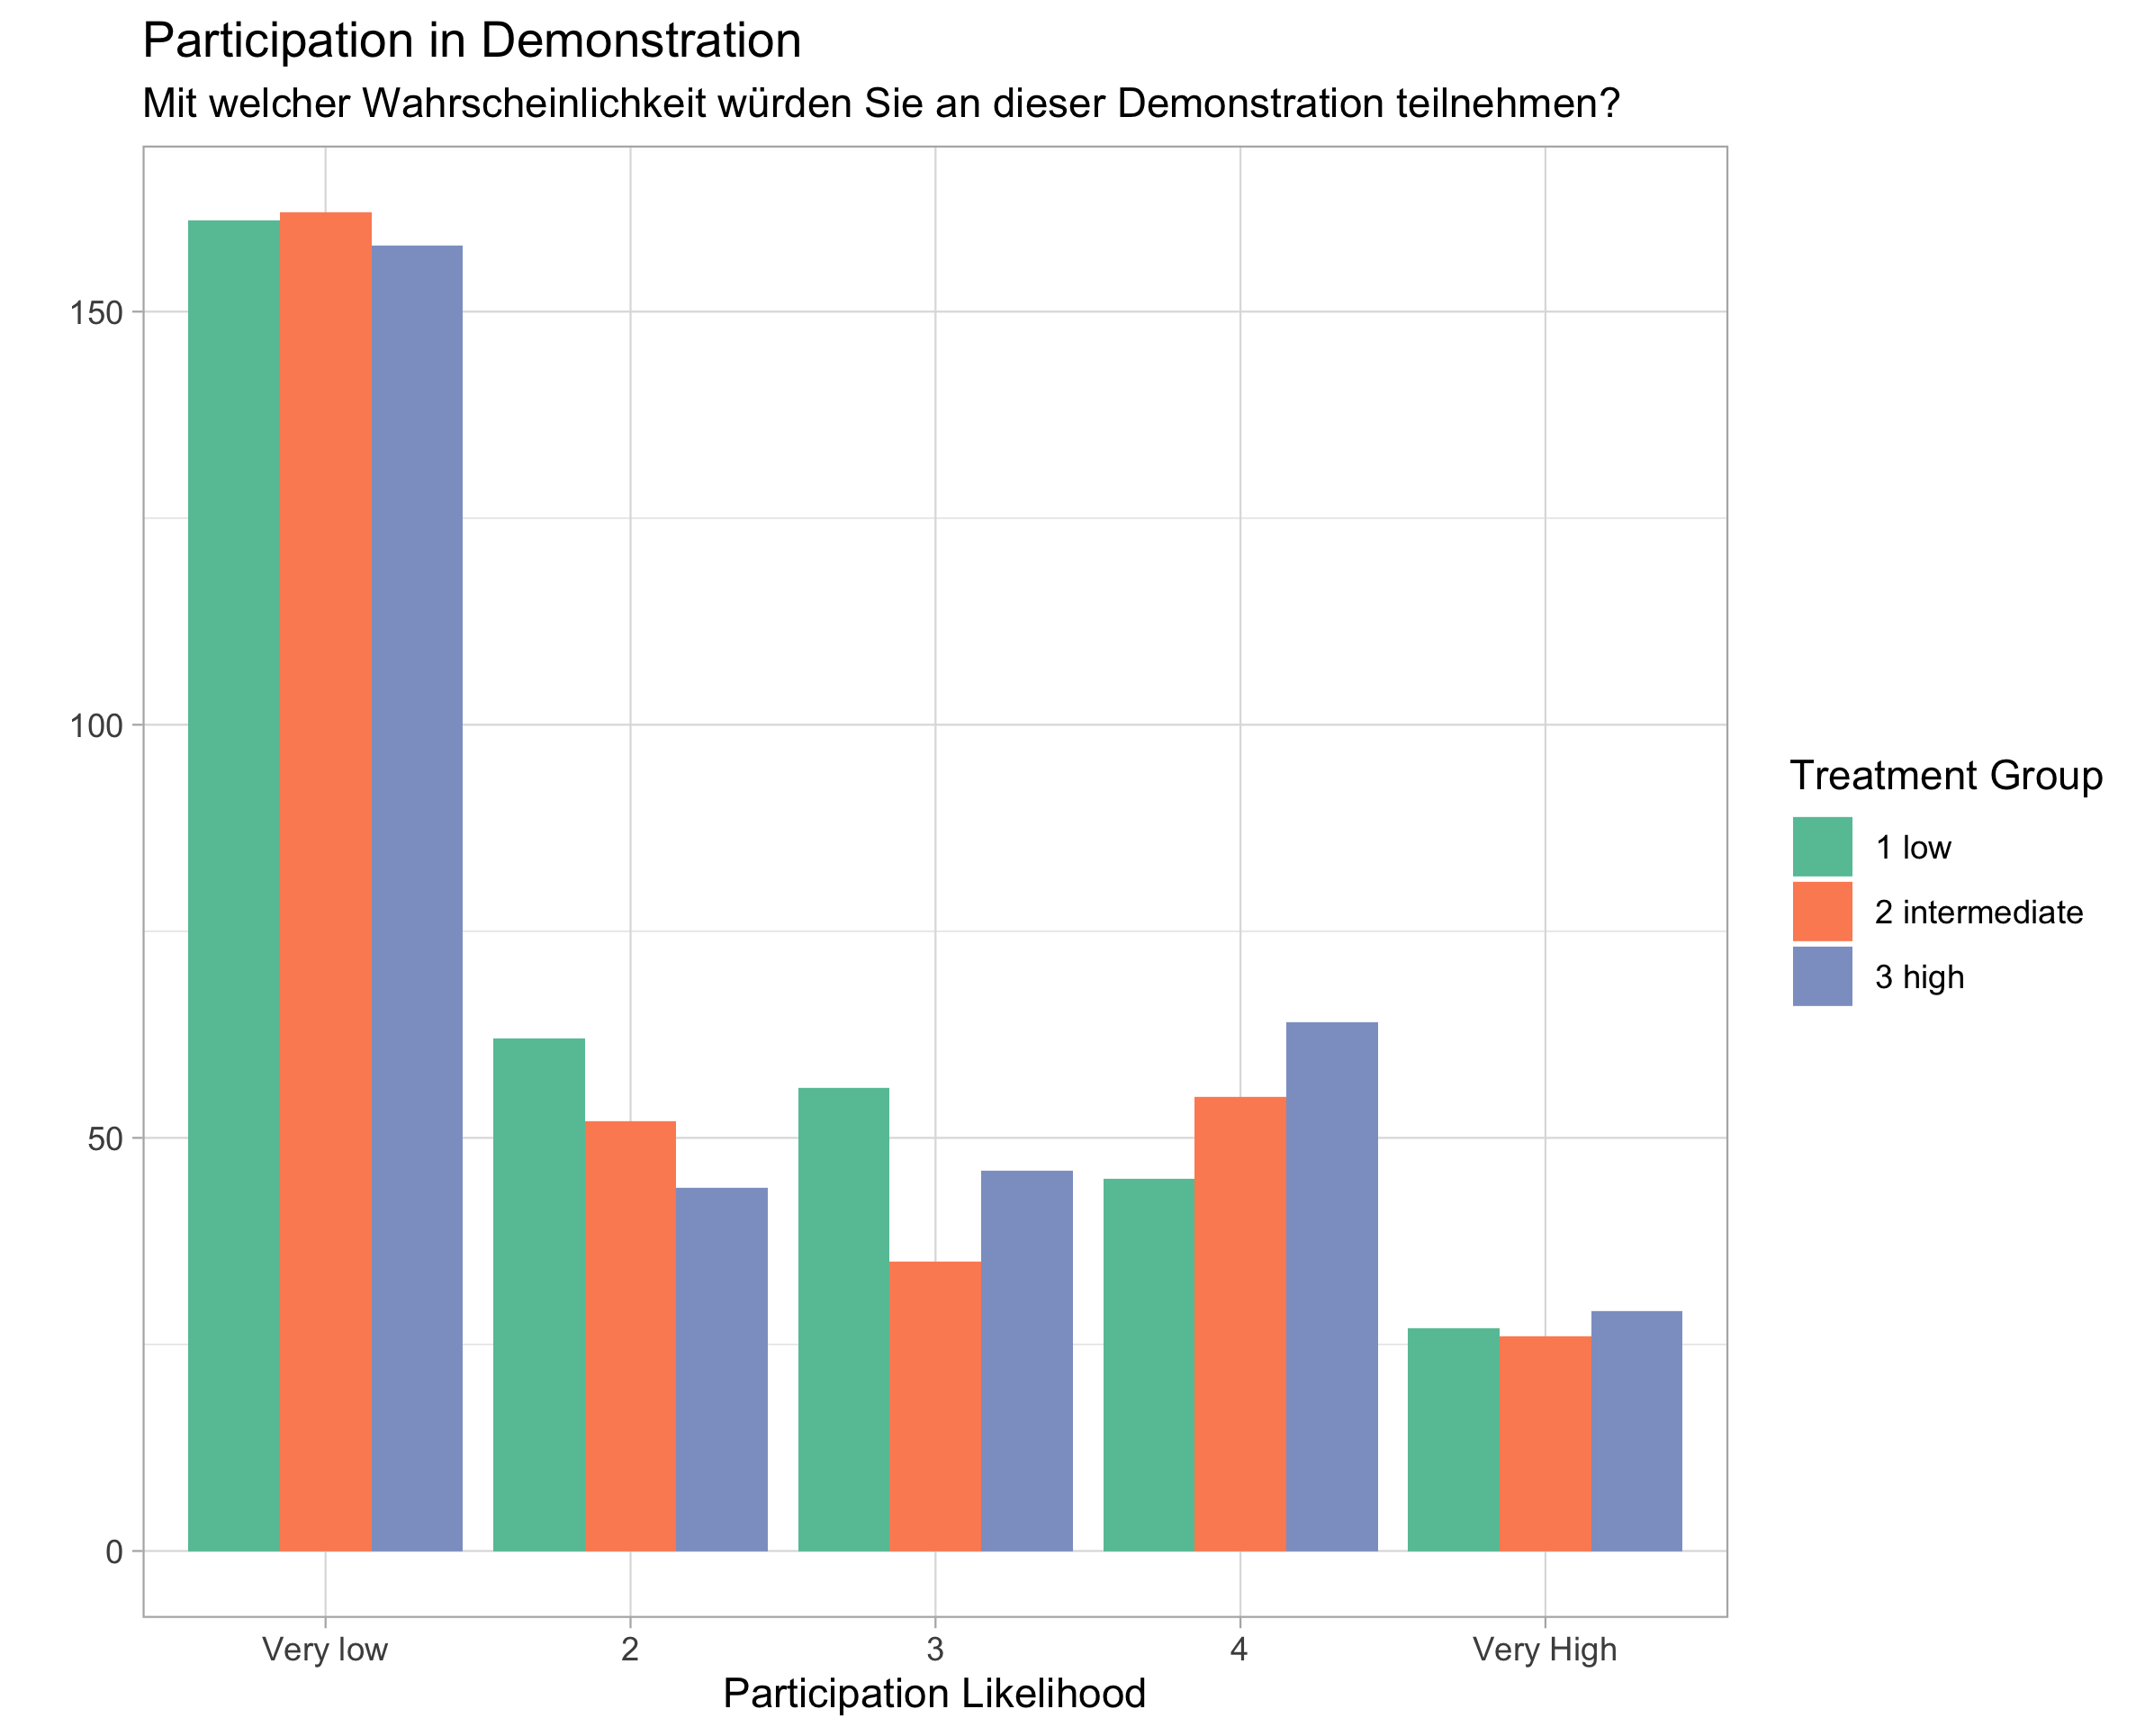 Participation in Demonstration
Mit welcher Wahrscheinlichkeit würden Sie an dieser Demonstration teilnehmen?
150
100
50
0
Very low
2
3
4
Very High
Participation Likelihood
Treatment Group
1 low
2 intermediate
3 high